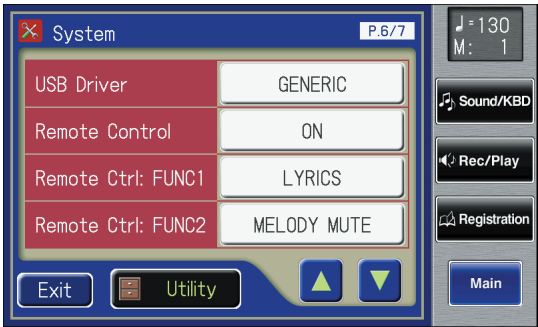 System P.6/7
USB Driver GENERIC
Remote Control ON
Remote Ctrl: FUNC1 LYRICS
Remote Ctrl: FUNC2 MELODY MUTE
Exit Utility
♩=130
M: 1
Sound/KBD
Rec/Play
Registration
Main